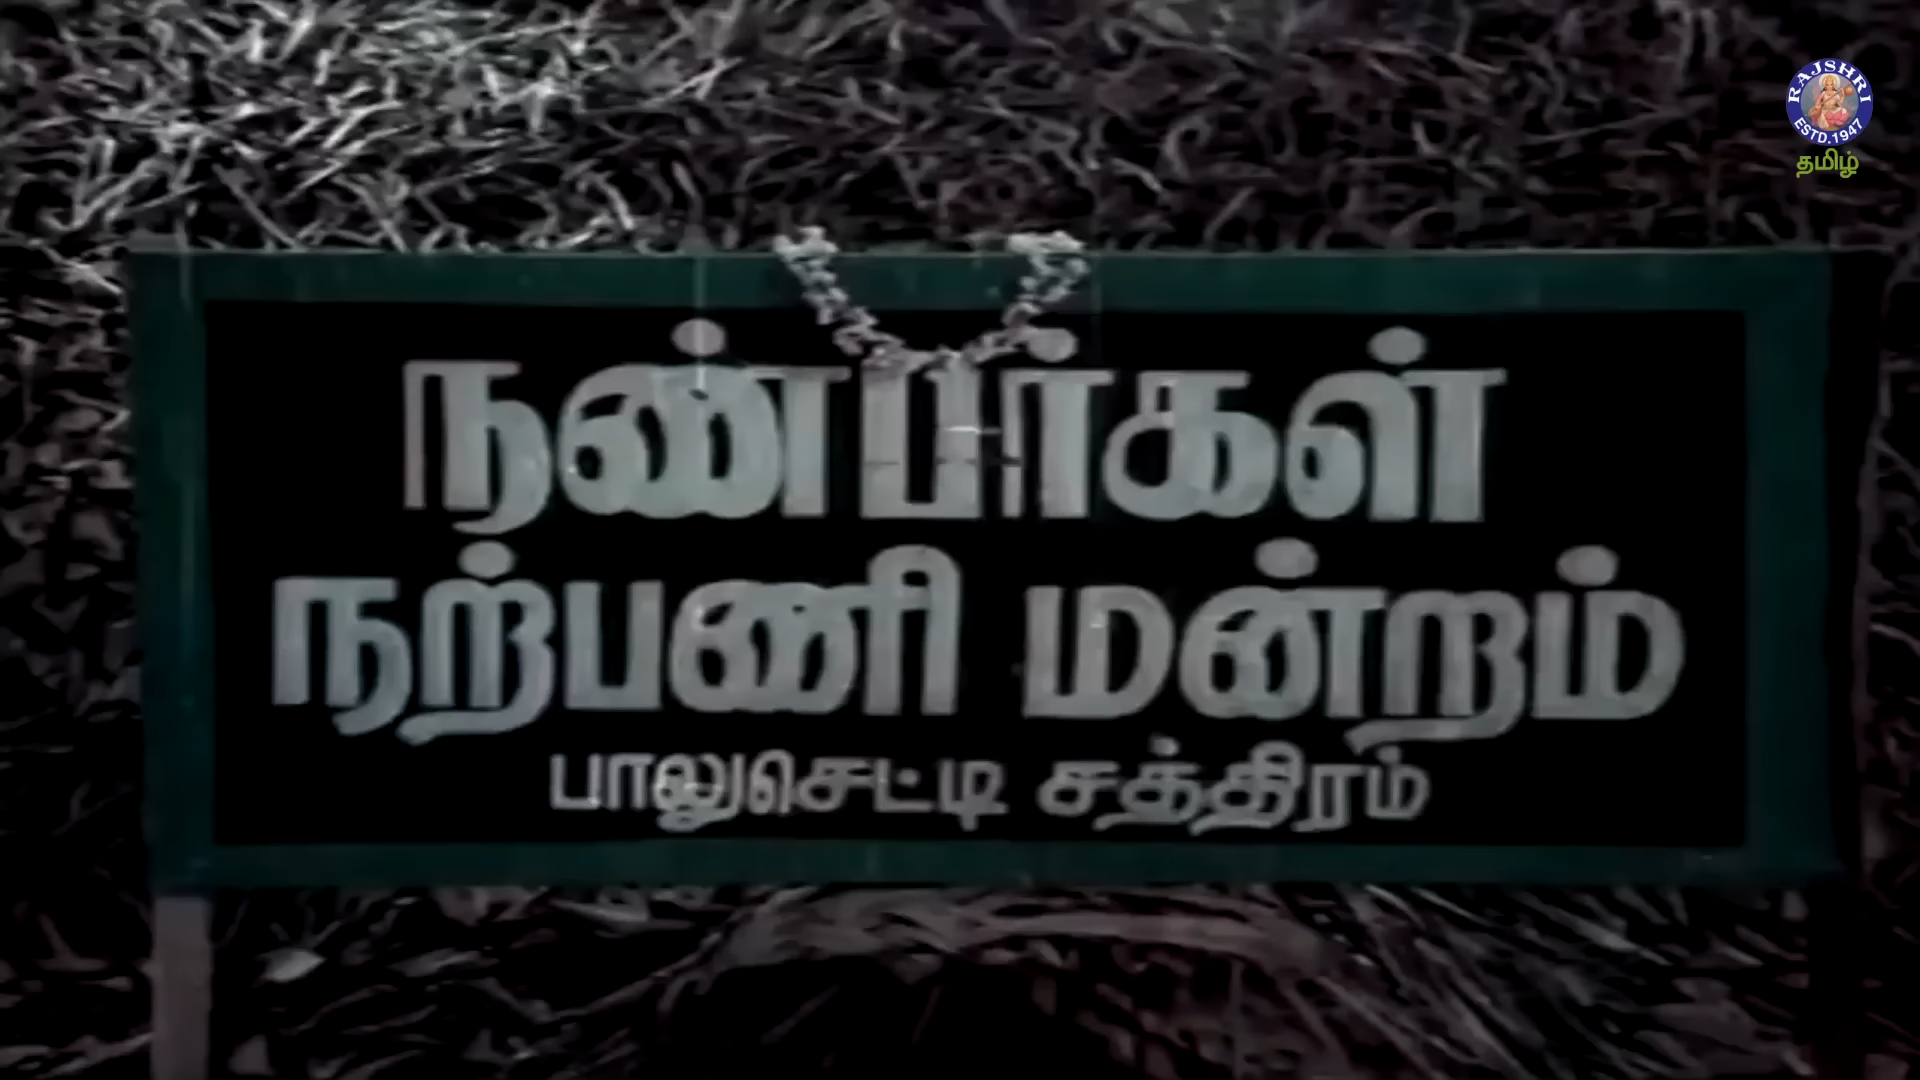 RAJSHRI
ESTD.1947
தமிழ்
நண்பர்கள்
நற்பணி மன்றம்
பாலுசெட்டி சத்திரம்